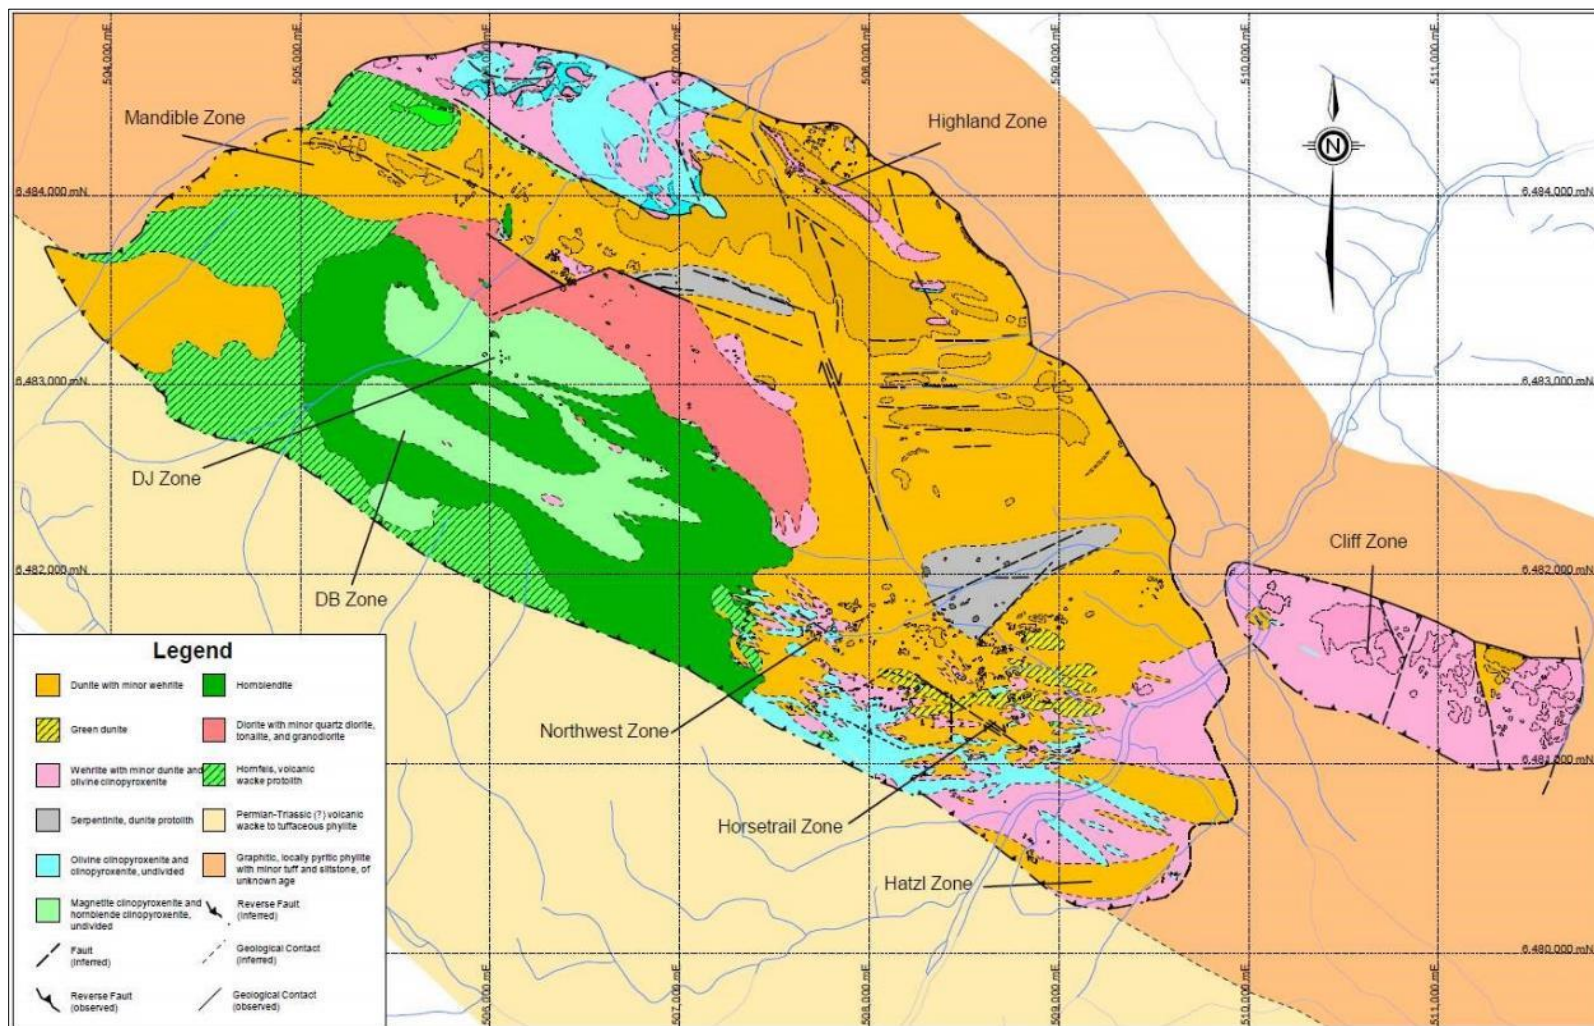 504,000 mE
505,000 mE
506,000 mE
507,000 mE
508,000 mE
509,000 mE
510,000 mE
511,000 mE
Mandible Zone
Highland Zone
N
6,484,000 mN
6,484,000 mN
6,483,000 mN
6,483,000 mN
DJ Zone
Cliff Zone
6,482,000 mN
6,482,000 mN
DB Zone
Northwest Zone
6,481,000 mN
Horsetrail Zone
Hatzl Zone
6,480,000 mN
506,000 mE
507,000 mE
508,000 mE
509,000 mE
510,000 mE
511,000 mE
Legend
Dunite with minor wehrlite
Green dunite
Wehrlite with minor dunite and
olivine clinopyroxenite
Serpentinite, dunite protolith
Olivine clinopyroxenite and
clinopyroxenite, undivided
Magnetite clinopyroxenite and
hornblende clinopyroxenite,
undivided
Fault
(inferred)
Reverse Fault
(observed)
Hornblendite
Diorite with minor quartz diorite,
tonalite, and granodiorite
Hornfels, volcanic
wacke protolith
Permian-Triassic (?) volcanic
wacke to tuffaceous phyllite
Graphitic, locally pyritic phyllite
with minor tuff and siltstone, of
unknown age
Reverse Fault
(inferred)
Geological Contact
(inferred)
Geological Contact
(observed)